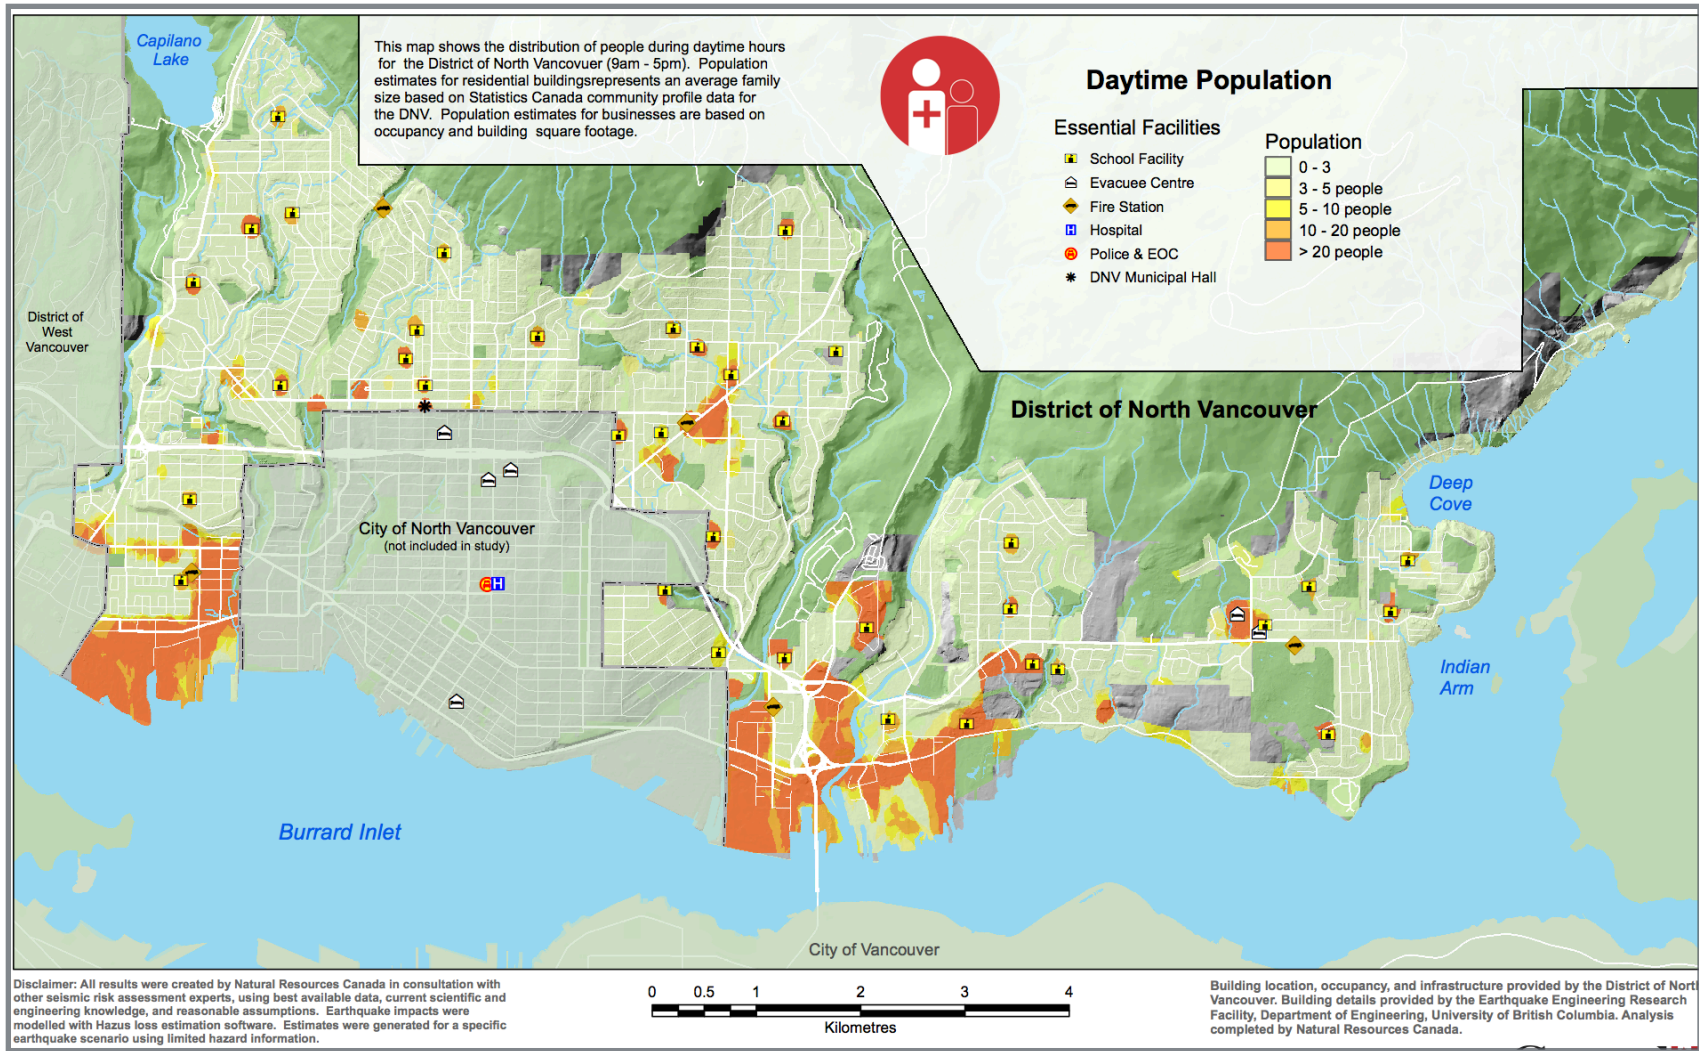 Capilano
Lake
This map shows the distribution of people during daytime hours
for the District of North Vancovuer (9am - 5pm). Population
estimates for residential buildingsrepresents an average family
size based on Statistics Canada community profile data for
the DNV. Population estimates for businesses are based on
occupancy and building square footage.
Daytime Population
Essential Facilities
School Facility
Evacuee Centre
Fire Station
Hospital
Police & EOC
DNV Municipal Hall
Population
0 - 3
3 - 5 people
5 - 10 people
10 - 20 people
> 20 people
District of
West
Vancouver
District of North Vancouver
City of North Vancouver
(not included in study)
H
Deep
Cove
Indian
Arm
Burrard Inlet
City of Vancouver
Disclaimer: All results were created by Natural Resources Canada in consultation with
other seismic risk assessment experts, using best available data, current scientific and
engineering knowledge, and reasonable assumptions. Earthquake impacts were
modelled with Hazus loss estimation software. Estimates were generated for a specific
earthquake scenario using limited hazard information.
0 0.5 1 2 3 4
Kilometres
Building location, occupancy, and infrastructure provided by the District of North
Vancouver. Building details provided by the Earthquake Engineering Research
Facility, Department of Engineering, University of British Columbia. Analysis
completed by Natural Resources Canada.